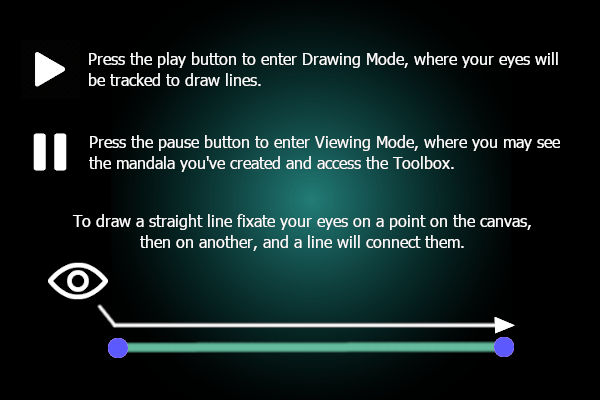 Press the play button to enter Drawing Mode, where your eyes will
be tracked to draw lines.
Press the pause button to enter Viewing Mode, where you may see
the mandala you've created and access the Toolbox.
To draw a straight line fixate your eyes on a point on the canvas,
then on another, and a line will connect them.